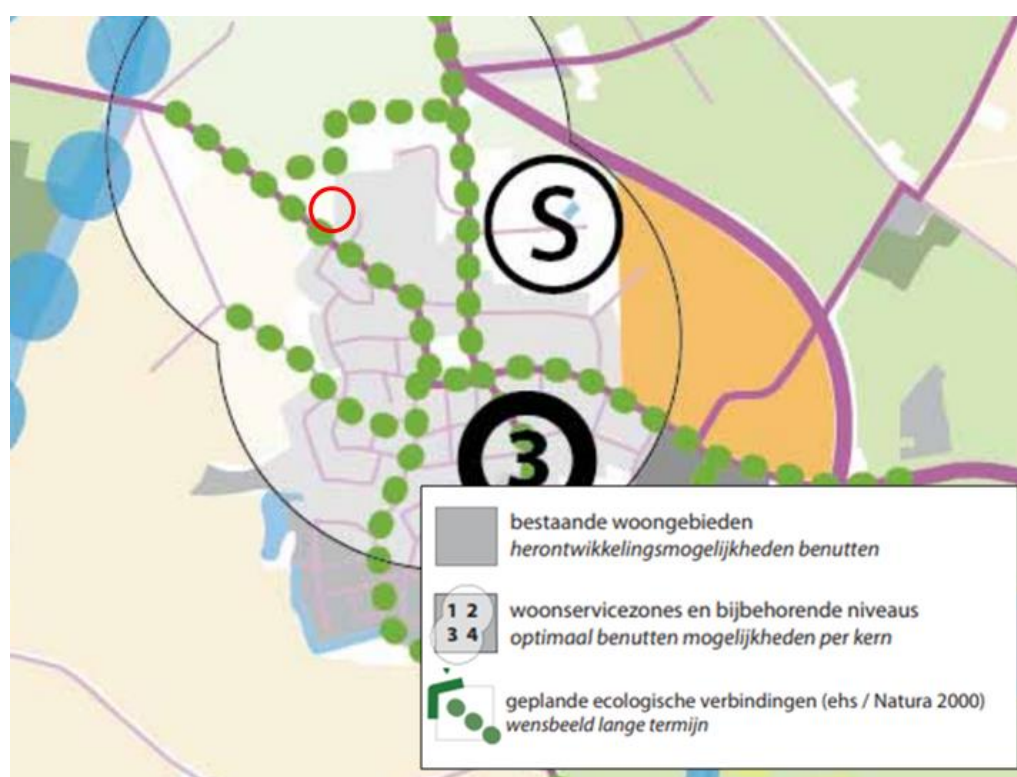 S
3
bestaande woongebieden
herontwikkelingsmogelijkheden benutten
1 2
3 4
woonservicezones en bijbehorende niveaus
optimaal benutten mogelijkheden per kern
geplande ecologische verbindingen (ehs / Natura 2000)
wensbeeld lange termijn